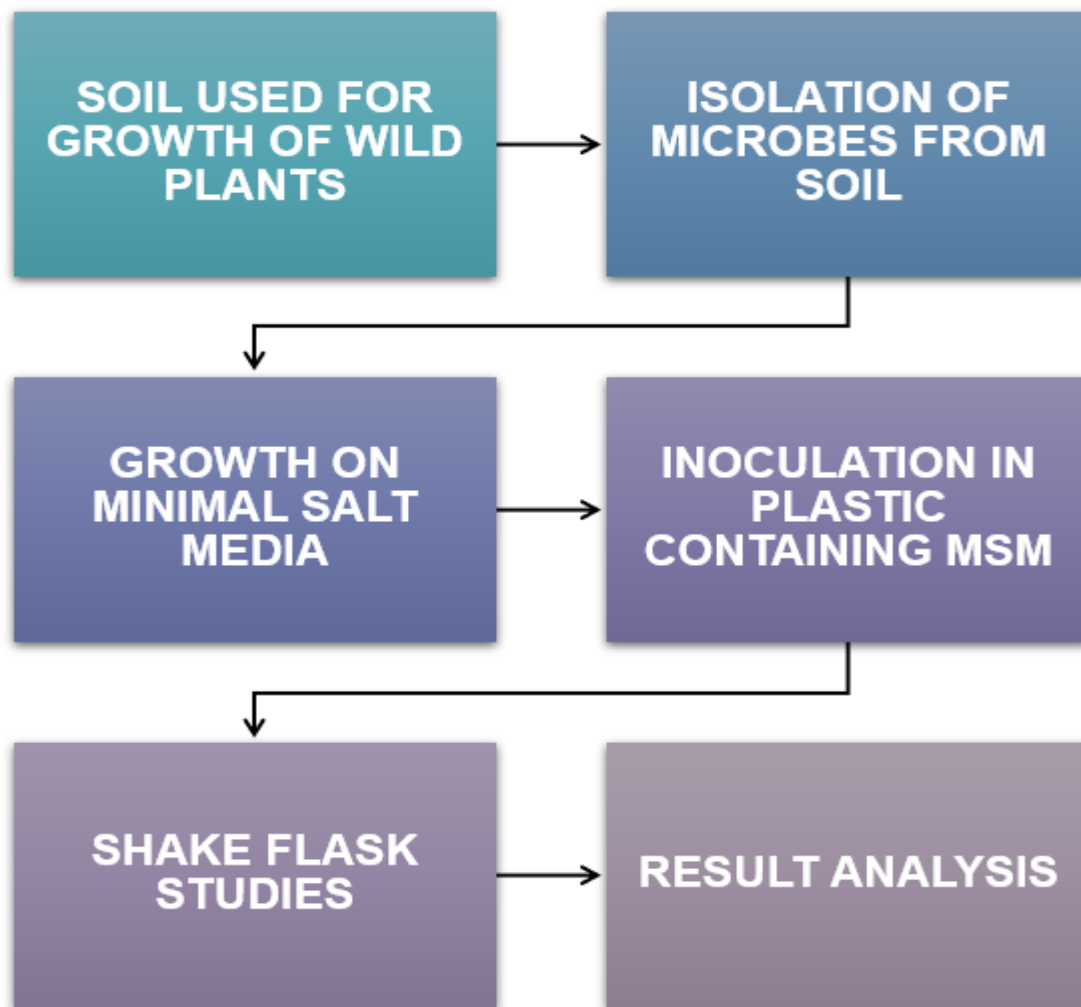 SOIL USED FOR
GROWTH OF WILD
PLANTS
ISOLATION OF
MICROBES FROM
SOIL
GROWTH ON
MINIMAL SALT
MEDIA
INOCULATION IN
PLASTIC
CONTAINING MSM
SHAKE FLASK
STUDIES
RESULT ANALYSIS